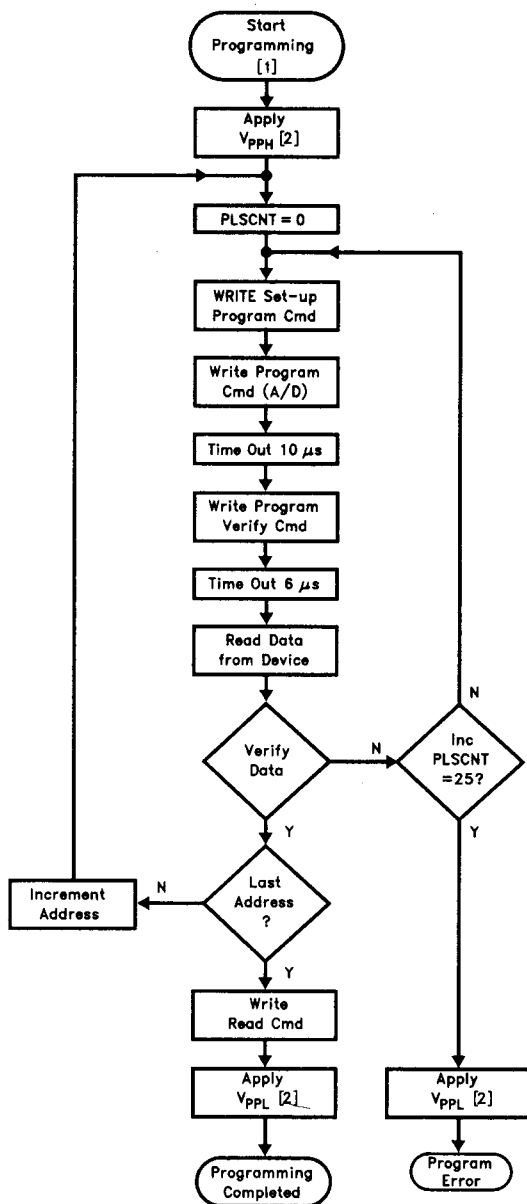 Start
Programming
[1]
Apply
VPPH [2]
PLSCNT = 0
WRITE Set-up
Program Cmd
Write Program
Cmd (A/D)
Time Out 10 μs
Write Program
Verify Cmd
Time Out 6 μs
Read Data
from Device
Verify
Data
N
Inc
PLSCNT
=25?
N
Y
Y
Last
Address
?
N
Increment
Address
Y
Write
Read Cmd
Apply
VPPL [2]
Programming
Completed
Apply
VPPL [2]
Program
Error